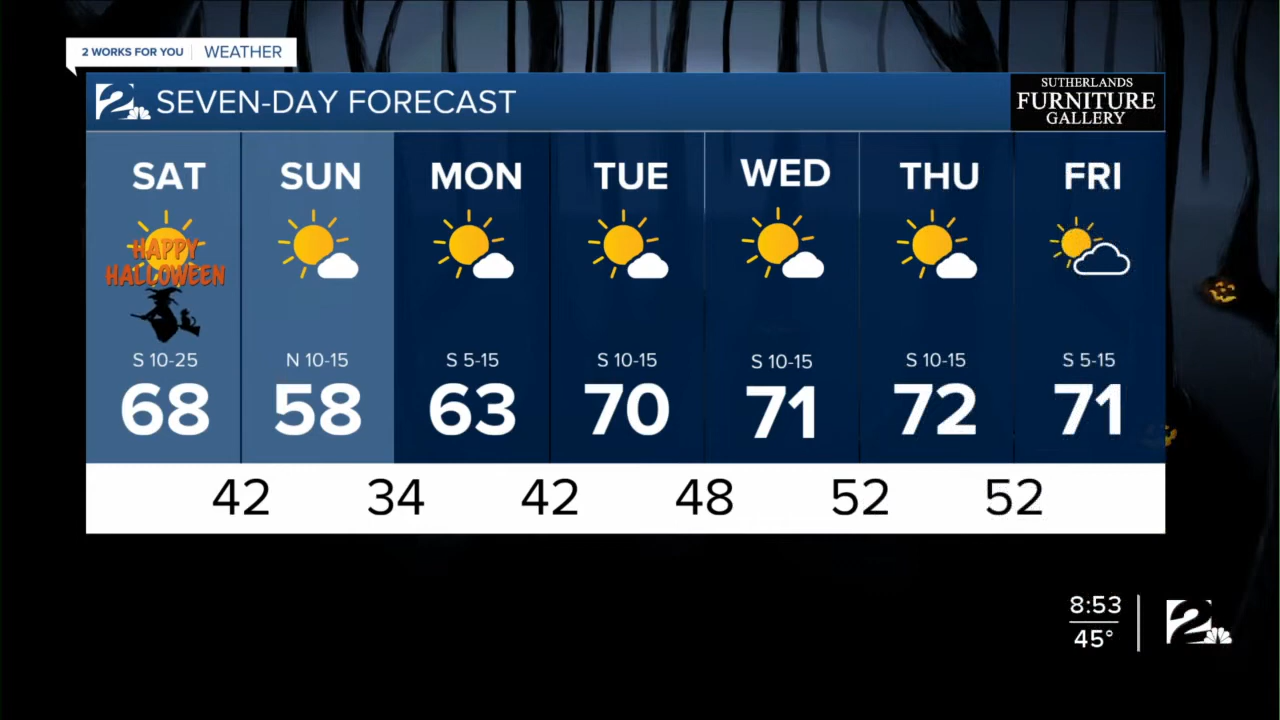 2 WORKS FOR YOU WEATHER
2 SEVEN-DAY FORECAST
SUTHERLANDS
FURNITURE
GALLERY
SAT SUN MON TUE WED THU FRI
HAPPY
HALLOWEEN
S 10-25 N 10-15 S 5-15 S 10-15 S 10-15 S 10-15 S 5-15
68 58 63 70 71 72 71
42 34 42 48 52 52
8:53
45°
2